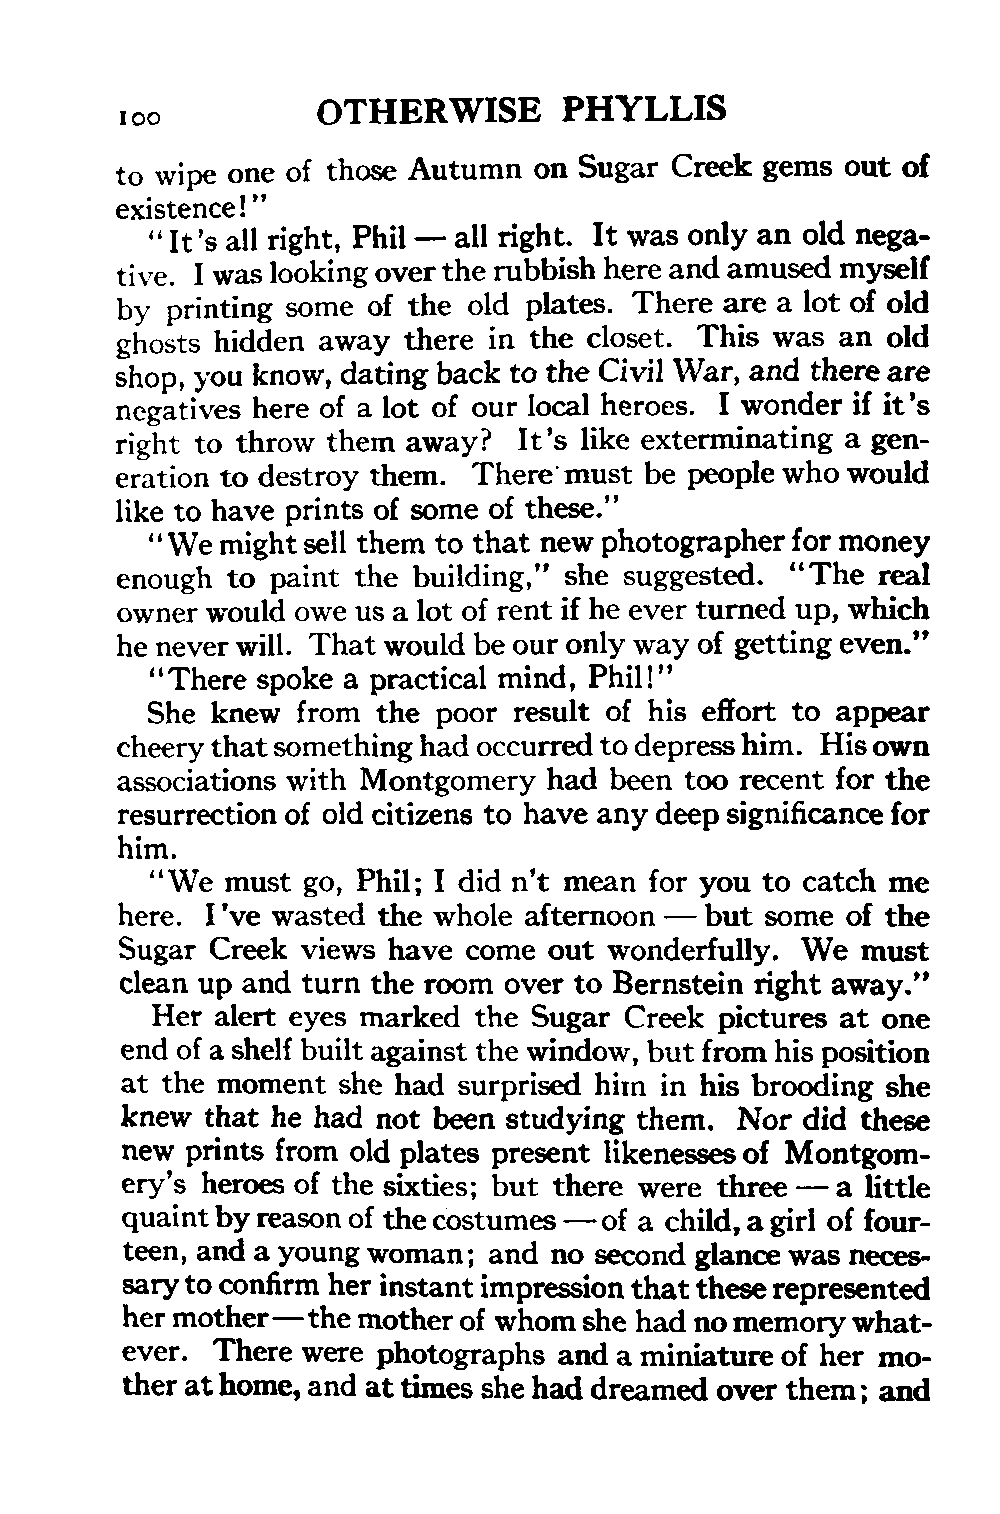 100 OTHERWISE PHYLLIS
to wipe one of those Autumn on Sugar Creek gems out of
existence!"
"It's all right, Phil — all right. It was only an old nega-
tive. I was looking over the rubbish here and amused myself
by printing some of the old plates. There are a lot of old
ghosts hidden away there in the closet. This was an old
shop, you know, dating back to the Civil War, and there are
negatives here of a lot of our local heroes. I wonder if it's
right to throw them away? It's like exterminating a gen-
eration to destroy them. There must be people who would
like to have prints of some of these."
"We might sell them to that new photographer for money
enough to paint the building," she suggested. "The real
owner would owe us a lot of rent if he ever turned up, which
he never will. That would be our only way of getting even."
"There spoke a practical mind, Phil!"
She knew from the poor result of his effort to appear
cheery that something had occurred to depress him. His own
associations with Montgomery had been too recent for the
resurrection of old citizens to have any deep significance for
him.
"We must go, Phil; I did n't mean for you to catch me
here. I 've wasted the whole afternoon — but some of the
Sugar Creek views have come out wonderfully. We must
clean up and turn the room over to Bernstein right away."
Her alert eyes marked the Sugar Creek pictures at one
end of a shelf built against the window, but from his position
at the moment she had surprised him in his brooding she
knew that he had not been studying them. Nor did these
new prints from old plates present likenesses of Montgom-
ery's heroes of the sixties; but there were three — a little
quaint by reason of the costumes — of a child, a girl of four-
teen, and a young woman; and no second glance was neces-
sary to confirm her instant impression that these represented
her mother—the mother of whom she had no memory what-
ever. There were photographs and a miniature of her mo-
ther at home, and at times she had dreamed over them; and